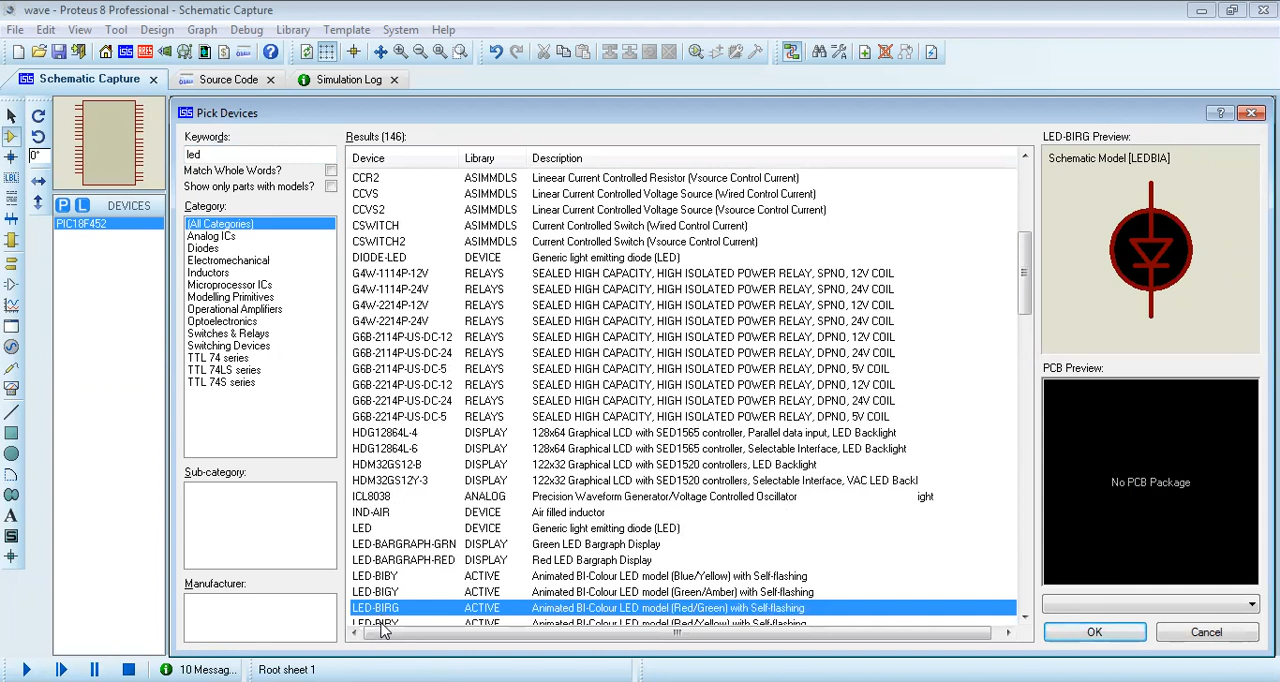 wave - Proteus 8 Professional - Schematic Capture
File Edit View Tool Design Graph Debug Library Template System Help
Schematic Capture Source Code Simulation Log
Pick Devices
Keywords:
led
Match Whole Words?
Show only parts with models?
Category:
(All Categories)
Analog ICs
Diodes
Electromechanical
Inductors
Microprocessor ICs
Modelling Primitives
Operational Amplifiers
Optoelectronics
Switches & Relays
Switching Devices
TTL 74 series
TTL 74LS series
TTL 74S series
Sub-category:
Manufacturer:
0°
LBL
P L DEVICES
PIC18F452
Results (146):
Device Library Description
CCR2 ASIMMDLS Lineear Current Controlled Resistor (Vsource Control Current)
CCVS ASIMMDLS Linear Current Controlled Voltage Source (Wired Control Current)
CCVS2 ASIMMDLS Linear Current Controlled Voltage Source (Vsource Control Current)
CSWITCH ASIMMDLS Current Controlled Switch (Wired Control Current)
CSWITCH2 ASIMMDLS Current Controlled Switch (Vsource Control Current)
DIODE-LED DEVICE Generic light emitting diode (LED)
G4W-1114P-12V RELAYS SEALED HIGH CAPACITY, HIGH ISOLATED POWER RELAY, SPNO, 12V COIL
G4W-1114P-24V RELAYS SEALED HIGH CAPACITY, HIGH ISOLATED POWER RELAY, SPNO, 24V COIL
G4W-2214P-12V RELAYS SEALED HIGH CAPACITY, HIGH ISOLATED POWER RELAY, SPNO, 12V COIL
G4W-2214P-24V RELAYS SEALED HIGH CAPACITY, HIGH ISOLATED POWER RELAY, SPNO, 24V COIL
G6B-2114P-US-DC-12 RELAYS SEALED HIGH CAPACITY, HIGH ISOLATED POWER RELAY, DPNO, 12V COIL
G6B-2114P-US-DC-24 RELAYS SEALED HIGH CAPACITY, HIGH ISOLATED POWER RELAY, DPNO, 24V COIL
G6B-2114P-US-DC-5 RELAYS SEALED HIGH CAPACITY, HIGH ISOLATED POWER RELAY, DPNO, 5V COIL
G6B-2214P-US-DC-12 RELAYS SEALED HIGH CAPACITY, HIGH ISOLATED POWER RELAY, DPNO, 12V COIL
G6B-2214P-US-DC-24 RELAYS SEALED HIGH CAPACITY, HIGH ISOLATED POWER RELAY, DPNO, 24V COIL
G6B-2114P-US-DC-5 RELAYS SEALED HIGH CAPACITY, HIGH ISOLATED POWER RELAY, DPNO, 5V COIL
HDG12864L-4 DISPLAY 128x64 Graphical LCD with SED1565 controller, Parallel data input, LED Backlight
HDG12864L-6 DISPLAY 128x64 Graphical LCD with SED1565 controller, Selectable Interface, LED Backlight
HDM32GS12-B DISPLAY 122x32 Graphical LCD with SED1520 controllers, LED Backlight
HDM32GS12Y-3 DISPLAY 122x32 Graphical LCD with SED1520 controllers, Selectable Interface, VAC LED Backl
ICL8038 ANALOG Precision Waveform Generator/Voltage Controlled Oscillator ight
IND-AIR DEVICE Air filled inductor
LED DEVICE Generic light emitting diode (LED)
LED-BARGRAPH-GRN DISPLAY Green LED Bargraph Display
LED-BARGRAPH-RED DISPLAY Red LED Bargraph Display
LED-BIBY ACTIVE Animated BI-Colour LED model (Blue/Yellow) with Self-flashing
LED-BIGY ACTIVE Animated BI-Colour LED model (Green/Amber) with Self-flashing
LED-BIRG ACTIVE Animated BI-Colour LED model (Red/Green) with Self-flashing
LED-BIRY ACTIVE Animated BI-Colour LED model (Red/Yellow) with Self-flashing
LED-BIRG Preview:
Schematic Model [LEDBIA]
PCB Preview:
No PCB Package
OK Cancel
10 Messag... Root sheet 1